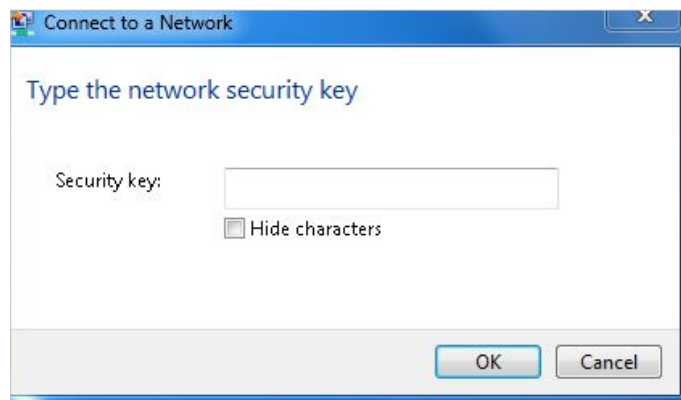 Connect to a Network
Type the network security key
Security key:
Hide characters
OK Cancel